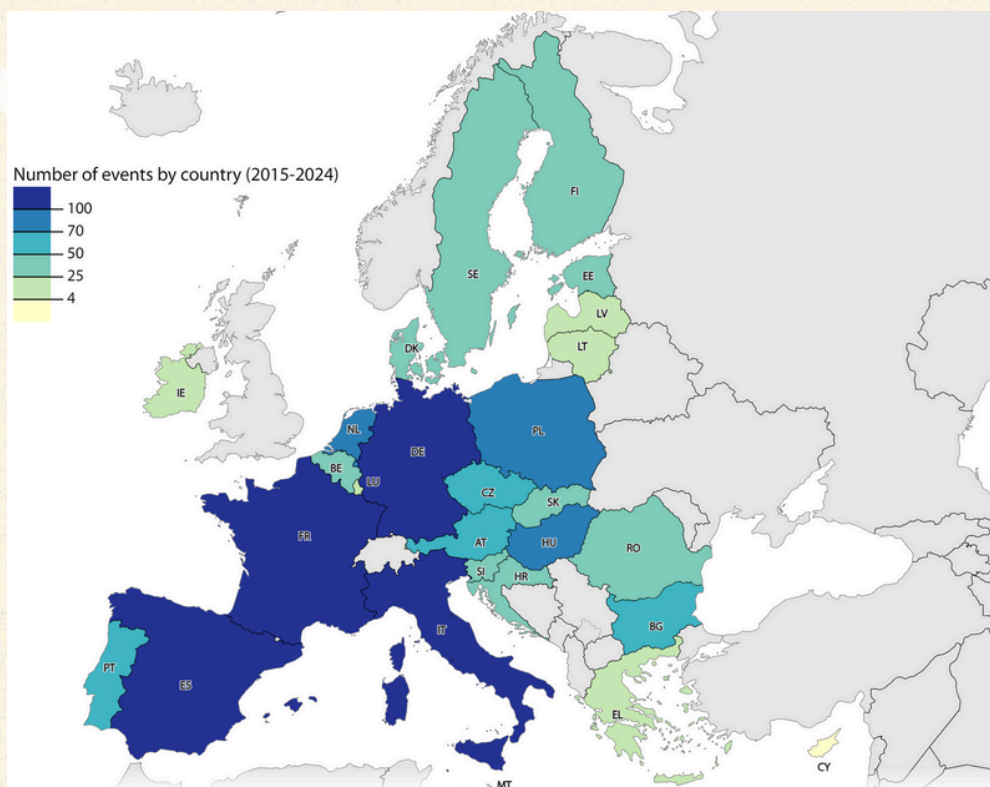 Number of events by country (2015-2024)
100
70
50
25
4
FI
SE
EE
LV
DK
LT
IE
NL
PL
DE
BE
LU
CZ
SK
FR
AT
HU
RO
SI
HR
BG
IT
PT
ES
EL
CY
MT